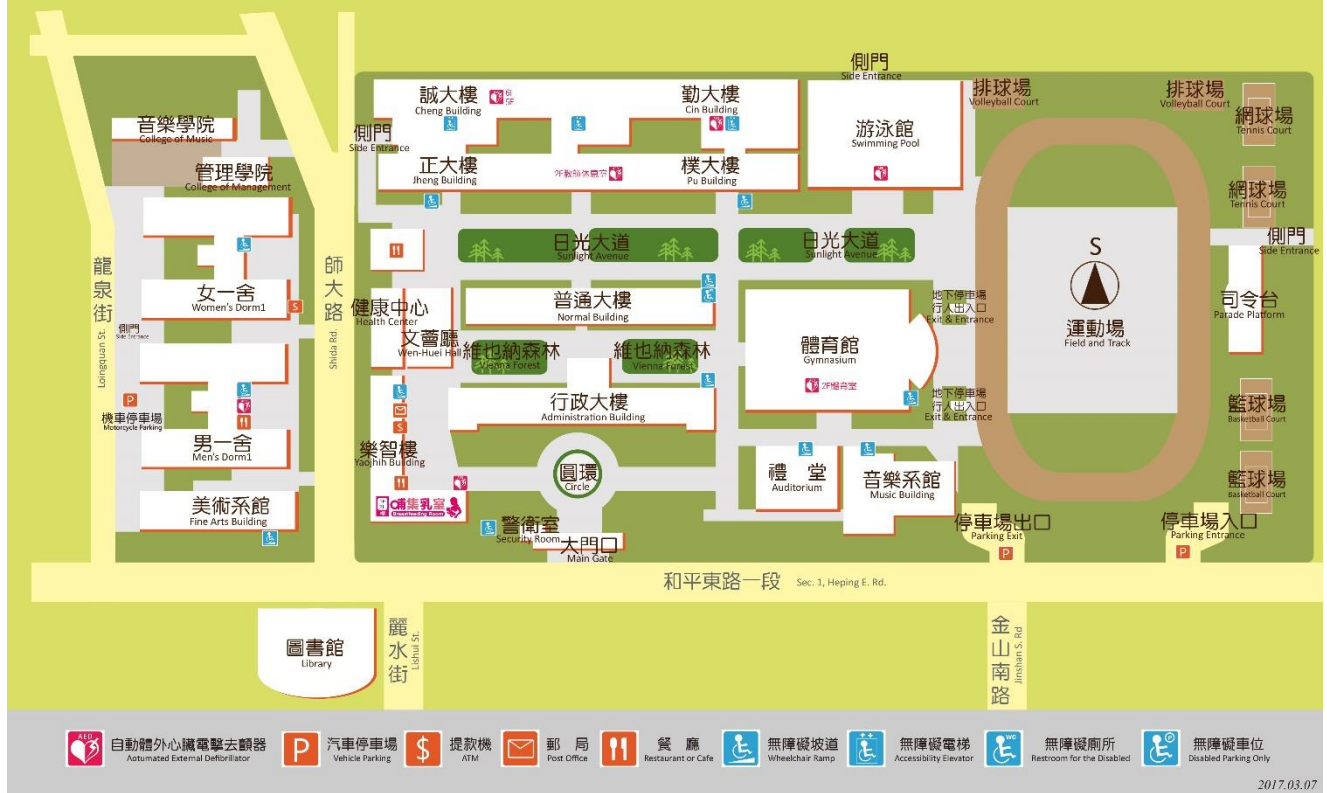 側門
Side Entrance
誠大樓
Cheng Building
勤大樓
Cin Building
排球場
Volleyball Court
排球場
Volleyball Court
網球場
Tennis Court
音樂學院
College of Music
側門
Side Entrance
游泳館
Swimming Pool
管理學院
College of Management
正大樓
Jheng Building
樸大樓
Pu Building
網球場
Tennis Court
日光大道
Sunlight Avenue
日光大道
Sunlight Avenue
側門
Side Entrance
S
龍泉街
Loingquan St.
師大路
Shida Rd.
女一舍
Women's Dorm1
S
健康中心
Health Center
普通大樓
Normal Building
地下停車場
行人出入口
Exit & Entrance
司令台
Parade Platform
運動場
Field and Track
側門
Side Entrance
文薈廳
Wen-Huei Hall
維也納森林
Vienna Forest
維也納森林
Vienna Forest
體育館
Gymnasium
2F體育室
P
機車停車場
Motorcycle Parking
行政大樓
Administration Building
地下停車場
行人出入口
Exit & Entrance
籃球場
Basketball Court
S
男一舍
Men's Dorm1
樂智樓
Yaojhih Building
圓環
Circle
禮 堂
Auditorium
音樂系館
Music Building
籃球場
Basketball Court
美術系館
Fine Arts Building
哺集乳室
Breastfeeding Room
警衛室
Security Room
大門口
Main Gate
停車場出口
Parking Exit
P
停車場入口
Parking Entrance
P
和平東路一段 Sec. 1, Heping E. Rd.
圖書館
Library
麗水街
Lishui St.
金山南路
Jinshan S. Rd
AED
自動體外心臟電擊去顫器
Aotumated External Defibrillator
P
汽車停車場
Vehicle Parking
$
提款機
ATM
郵 局
Post Office
餐 廳
Restaurant or Cafe
無障礙坡道
Wheelchair Ramp
無障礙電梯
Accessibility Elevator
WC
無障礙廁所
Restroom for the Disabled
P
無障礙車位
Disabled Parking Only
2017.03.07